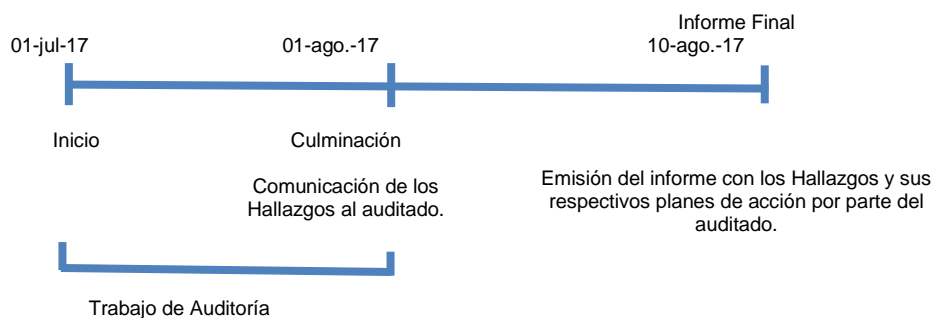 Informe Final
01-jul-17
01-ago.-17
10-ago.-17
Inicio
Culminación
Comunicación de los
Hallazgos al auditado.
Emisión del informe con los Hallazgos y sus
respectivos planes de acción por parte del
auditado.
Trabajo de Auditoría